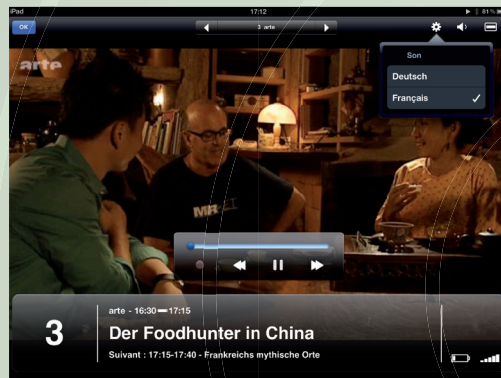 iPad
17:12
81%
OK
3 arte
arte
Son
Deutsch
Français
3
arte - 16:30 17:15
Der Foodhunter in China
Suivant : 17:15-17:40 - Frankreichs mythische Orte